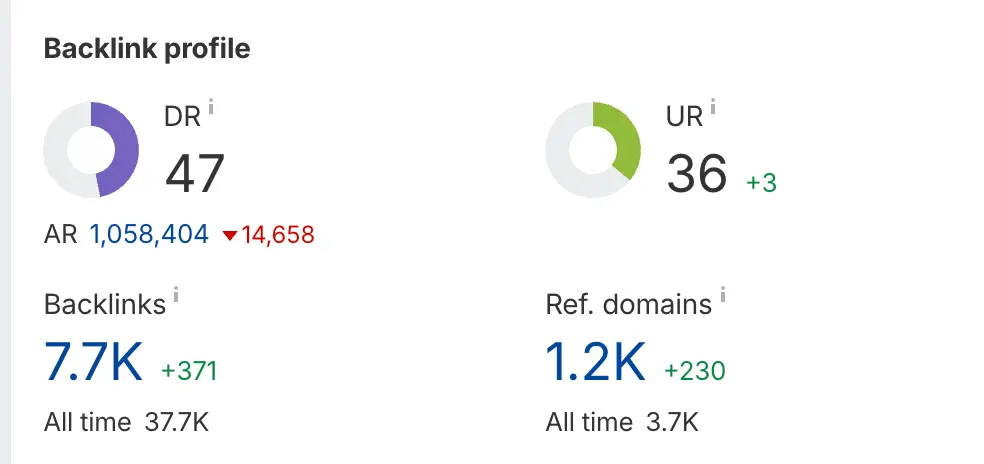 Backlink profile
DR i
47
UR i
36 +3
AR 1,058,404 ▼14,658
Backlinks i
7.7K +371
All time 37.7K
Ref. domains i
1.2K +230
All time 3.7K